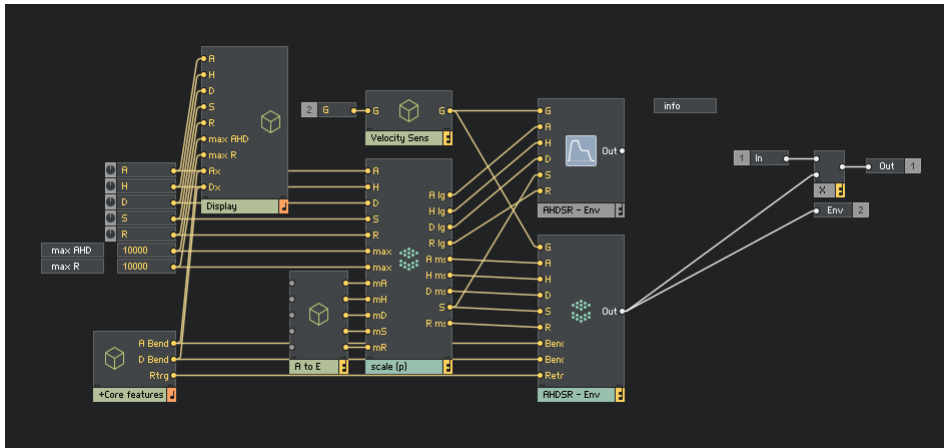 A
H
D
S
R
max AHD
max R
Ax
Dx
Display
2 G
G G
Velocity Sens
A
H
D
S
R
max AHD 10000
max R 10000
A Bend
D Bend
Rtrg
+Core features
mA
mH
mD
mS
mR
A to E
A
H
D
S
R
max
max
A lg
H lg
D lg
R lg
A ms
H ms
D ms
S
R ms
scale (p)
G
A
H
D
S
R
Out
AHDSR - Env
G
A
H
D
S
R
Bend
Bend
Retr
Out
AHDSR - Env
info
1 In
X
Out 1
Env 2